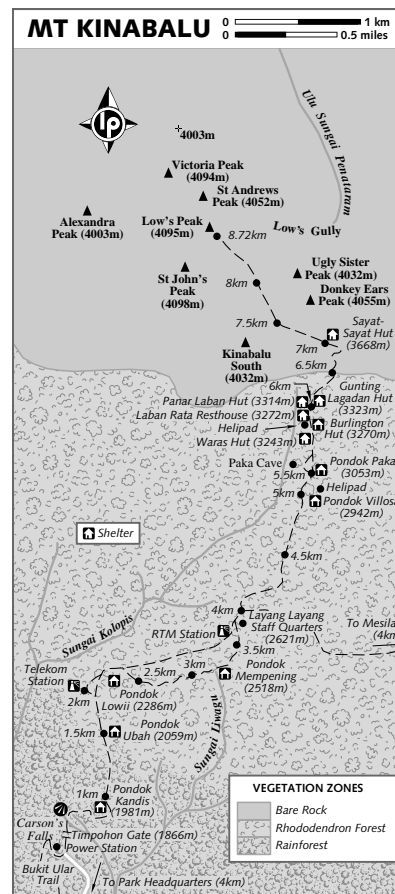 MT KINABALU
0 1 km
0 0.5 miles
Ulu Sungai Penataran
lp
4003m
Victoria Peak
(4094m)
St Andrews
Peak (4052m)
Alexandra
Peak (4003m)
Low's Peak
(4095m)
8.72km
Low's Gully
St John's
Peak
(4098m)
8km
Ugly Sister
Peak (4032m)
Donkey Ears
Peak (4055m)
7.5km
Sayat-
Sayat Hut
(3668m)
7km
Kinabalu
South
(4032m)
6.5km
6km
Gunting
Lagadan Hut
(3323m)
Panar Laban Hut (3314m)
Laban Rata Resthouse (3272m)
Helipad
Burlington
Hut (3270m)
Waras Hut (3243m)
Paka Cave
Pondok Paka
(3053m)
5.5km
Helipad
5km
Pondok Villosa
(2942m)
Shelter
4.5km
4km
Layang Layang
Staff Quarters
(2621m)
To Mesila
(4km
Sungai Kolopis
RTM Station
3.5km
Telekom
Station
2.5km
3km
Pondok
Mempening
(2518m)
2km
Pondok
Lowii (2286m)
Sungai Liwagu
1.5km
Pondok
Ubah (2059m)
1km
Pondok
Kandis
(1981m)
Carson's
Falls
Timpohon Gate (1866m)
Power Station
Bukit Ular
Trail
To Park Headquarters (4km)
VEGETATION ZONES
Bare Rock
Rhododendron Forest
Rainforest